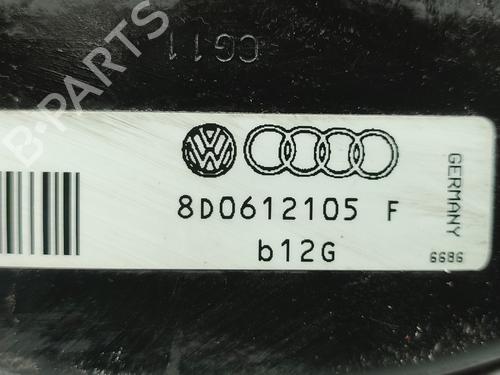 CG11
B-PARTS
8D0612105 F
b12G
GERMANY
6686